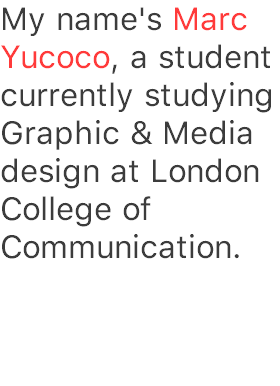 My name's Marc
Yucoco, a student
currently studying
Graphic & Media
design at London
College of
Communication.